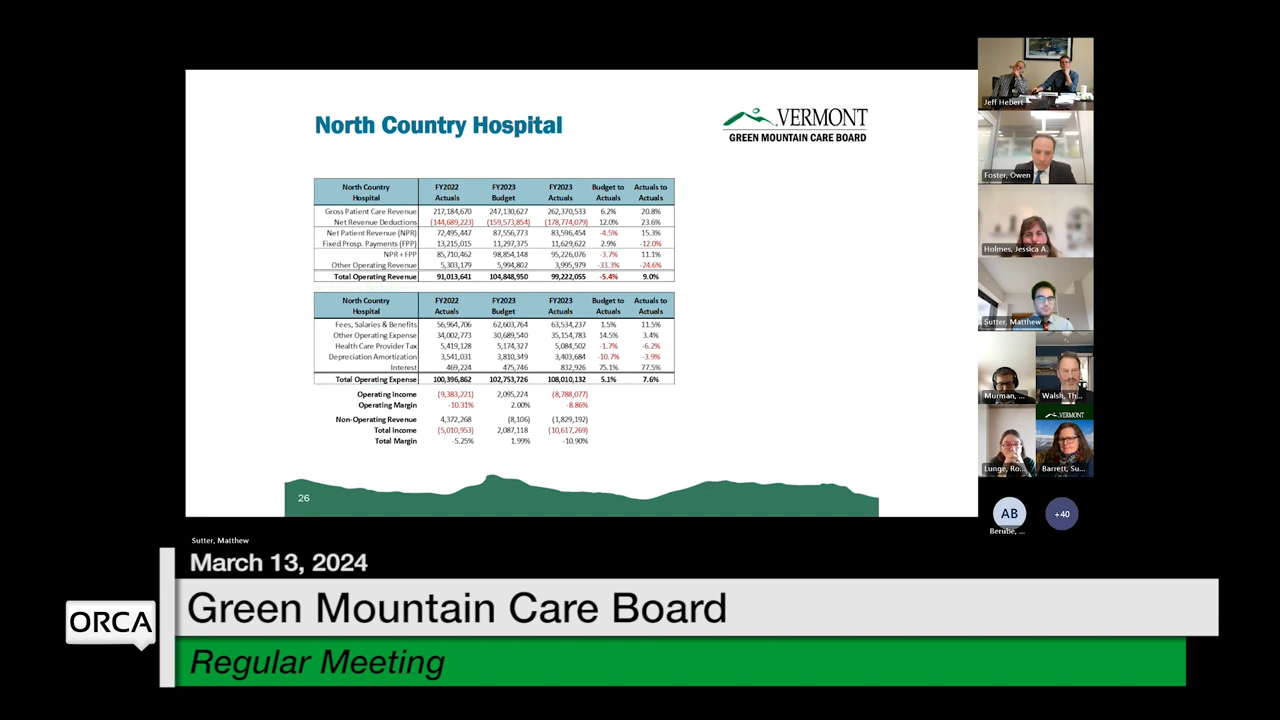 North Country Hospital
VERMONT
GREEN MOUNTAIN CARE BOARD
North Country Hospital FY2022 Actuals FY2023 Budget FY2023 Actuals Budget to Actuals Actuals to Actuals
Gross Patient Care Revenue 217,184,670 247,130,627 262,370,533 6.2% 20.8%
Net Revenue Deductions (144,689,223) (159,573,854) (178,774,079) 12.0% 23.6%
Net Patient Revenue (NPR) 72,495,447 87,556,773 83,596,454 -4.5% 15.3%
Fixed Prosp. Payments (FPP) 13,215,015 11,297,375 11,629,622 2.9% -12.0%
NPR + FPP 85,710,462 98,854,148 95,226,076 -3.7% 11.1%
Other Operating Revenue 5,303,179 5,994,802 3,995,979 -33.3% -24.6%
Total Operating Revenue 91,013,641 104,848,950 99,222,055 -5.4% 9.0%
North Country Hospital FY2022 Actuals FY2023 Budget FY2023 Actuals Budget to Actuals Actuals to Actuals
Fees, Salaries & Benefits 56,964,706 62,603,764 63,534,237 1.5% 11.5%
Other Operating Expense 34,002,773 30,689,540 35,154,783 14.5% 3.4%
Health Care Provider Tax 5,419,128 5,174,327 5,084,502 -1.7% -6.2%
Depreciation Amortization 3,541,031 3,810,349 3,403,684 -10.7% -3.9%
Interest 469,224 475,746 832,926 75.1% 77.5%
Total Operating Expense 100,396,862 102,753,726 108,010,132 5.1% 7.6%
Operating Income (9,383,221) 2,095,224 (8,788,077)
Operating Margin -10.31% 2.00% -8.86%
Non-Operating Revenue 4,372,268 (8,106) (1,829,192)
Total Income (5,010,953) 2,087,118 (10,617,269)
Total Margin -5.25% 1.99% -10.90%
26
Jeff Hebert
Foster, Owen
Holmes, Jessica A.
Sutter, Matthew
Murman, ...
Walsh, Th...
VERMONT
Lunge, Ro...
Barrett, Su...
AB
+40
Berube, ...
Sutter, Matthew
March 13, 2024
Green Mountain Care Board
ORCA
Regular Meeting